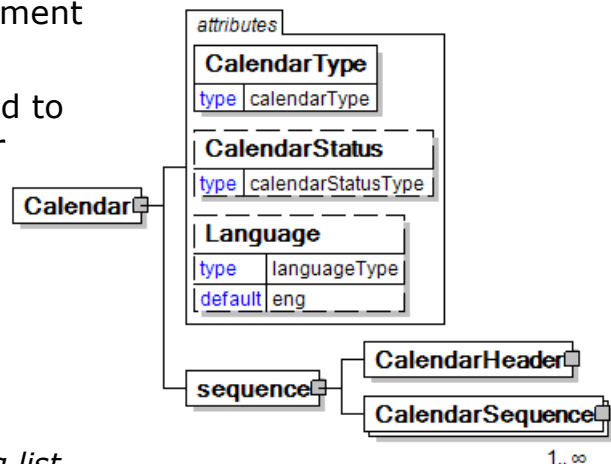 ment
d to
r
attributes
CalendarType
type calendarType
CalendarStatus
type calendarStatusType
Calendar
Language
type languageType
default eng
CalendarHeader
sequence
CalendarSequence
1.. ∞
g list